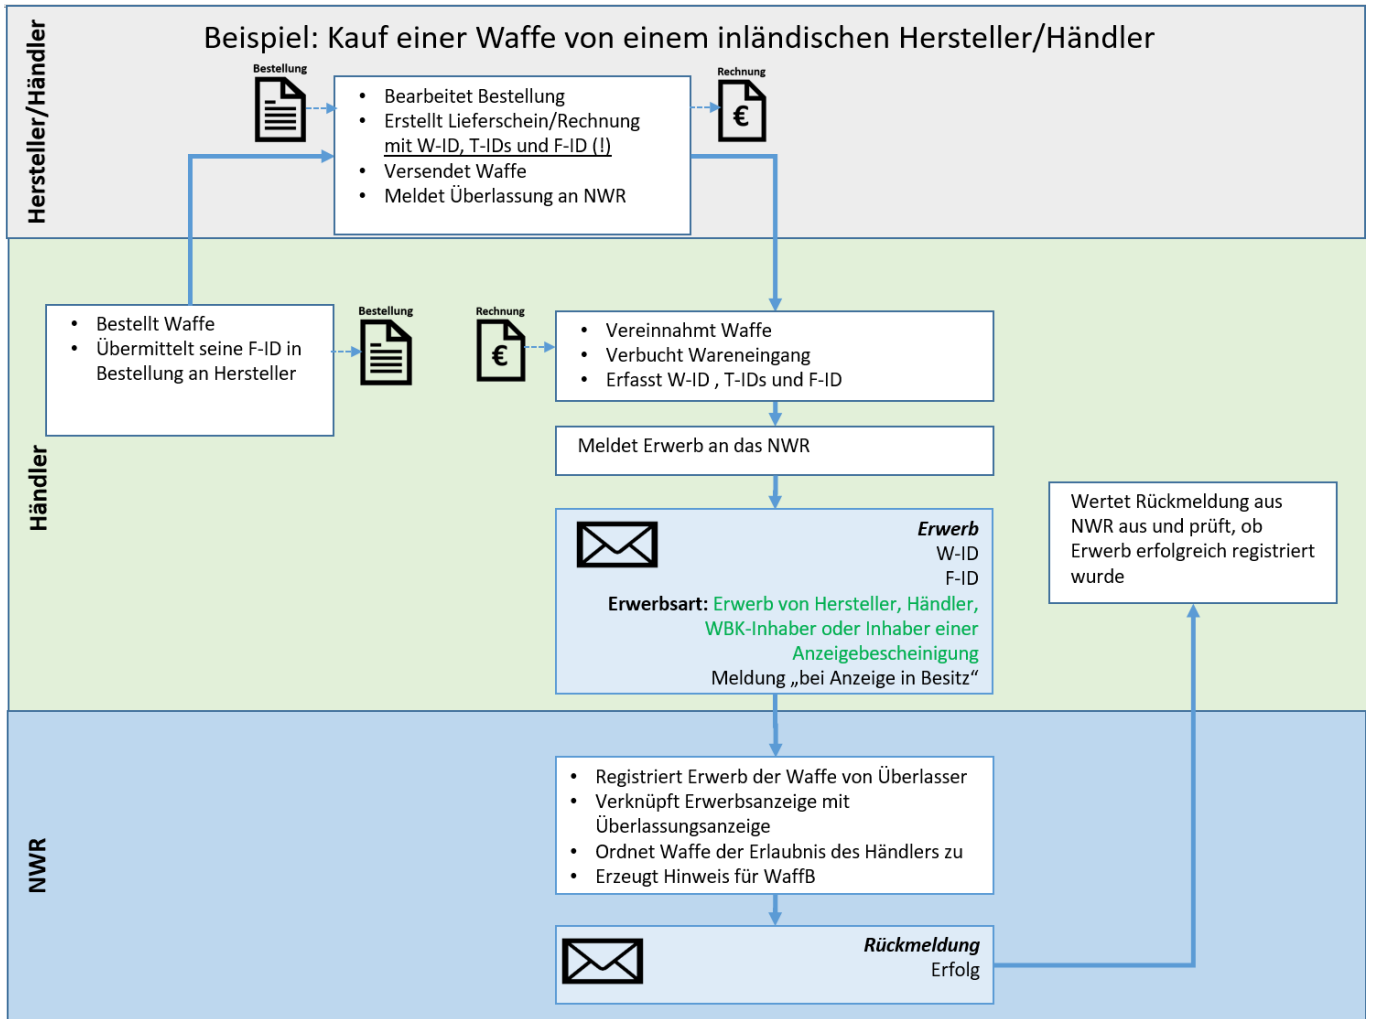 Beispiel: Kauf einer Waffe von einem inländischen Hersteller/Händler
Hersteller/Händler
Bestellung
• Bearbeitet Bestellung
• Erstellt Lieferschein/Rechnung
mit W-ID, T-IDs und F-ID (!)
• Versendet Waffe
• Meldet Überlassung an NWR
Rechnung
€
Händler
• Bestellt Waffe
• Übermittelt seine F-ID in
Bestellung an Hersteller
Bestellung
Rechnung
€
• Vereinnahmt Waffe
• Verbucht Wareneingang
• Erfasst W-ID , T-IDs und F-ID
Meldet Erwerb an das NWR
Erwerb
W-ID
F-ID
Erwerbsart: Erwerb von Hersteller, Händler,
WBK-Inhaber oder Inhaber einer
Anzeigebescheinigung
Meldung „bei Anzeige in Besitz“
Wertet Rückmeldung aus
NWR aus und prüft, ob
Erwerb erfolgreich registriert
wurde
NWR
• Registriert Erwerb der Waffe von Überlasser
• Verknüpft Erwerbsanzeige mit
Überlassungsanzeige
• Ordnet Waffe der Erlaubnis des Händlers zu
• Erzeugt Hinweis für WaffB
Rückmeldung
Erfolg